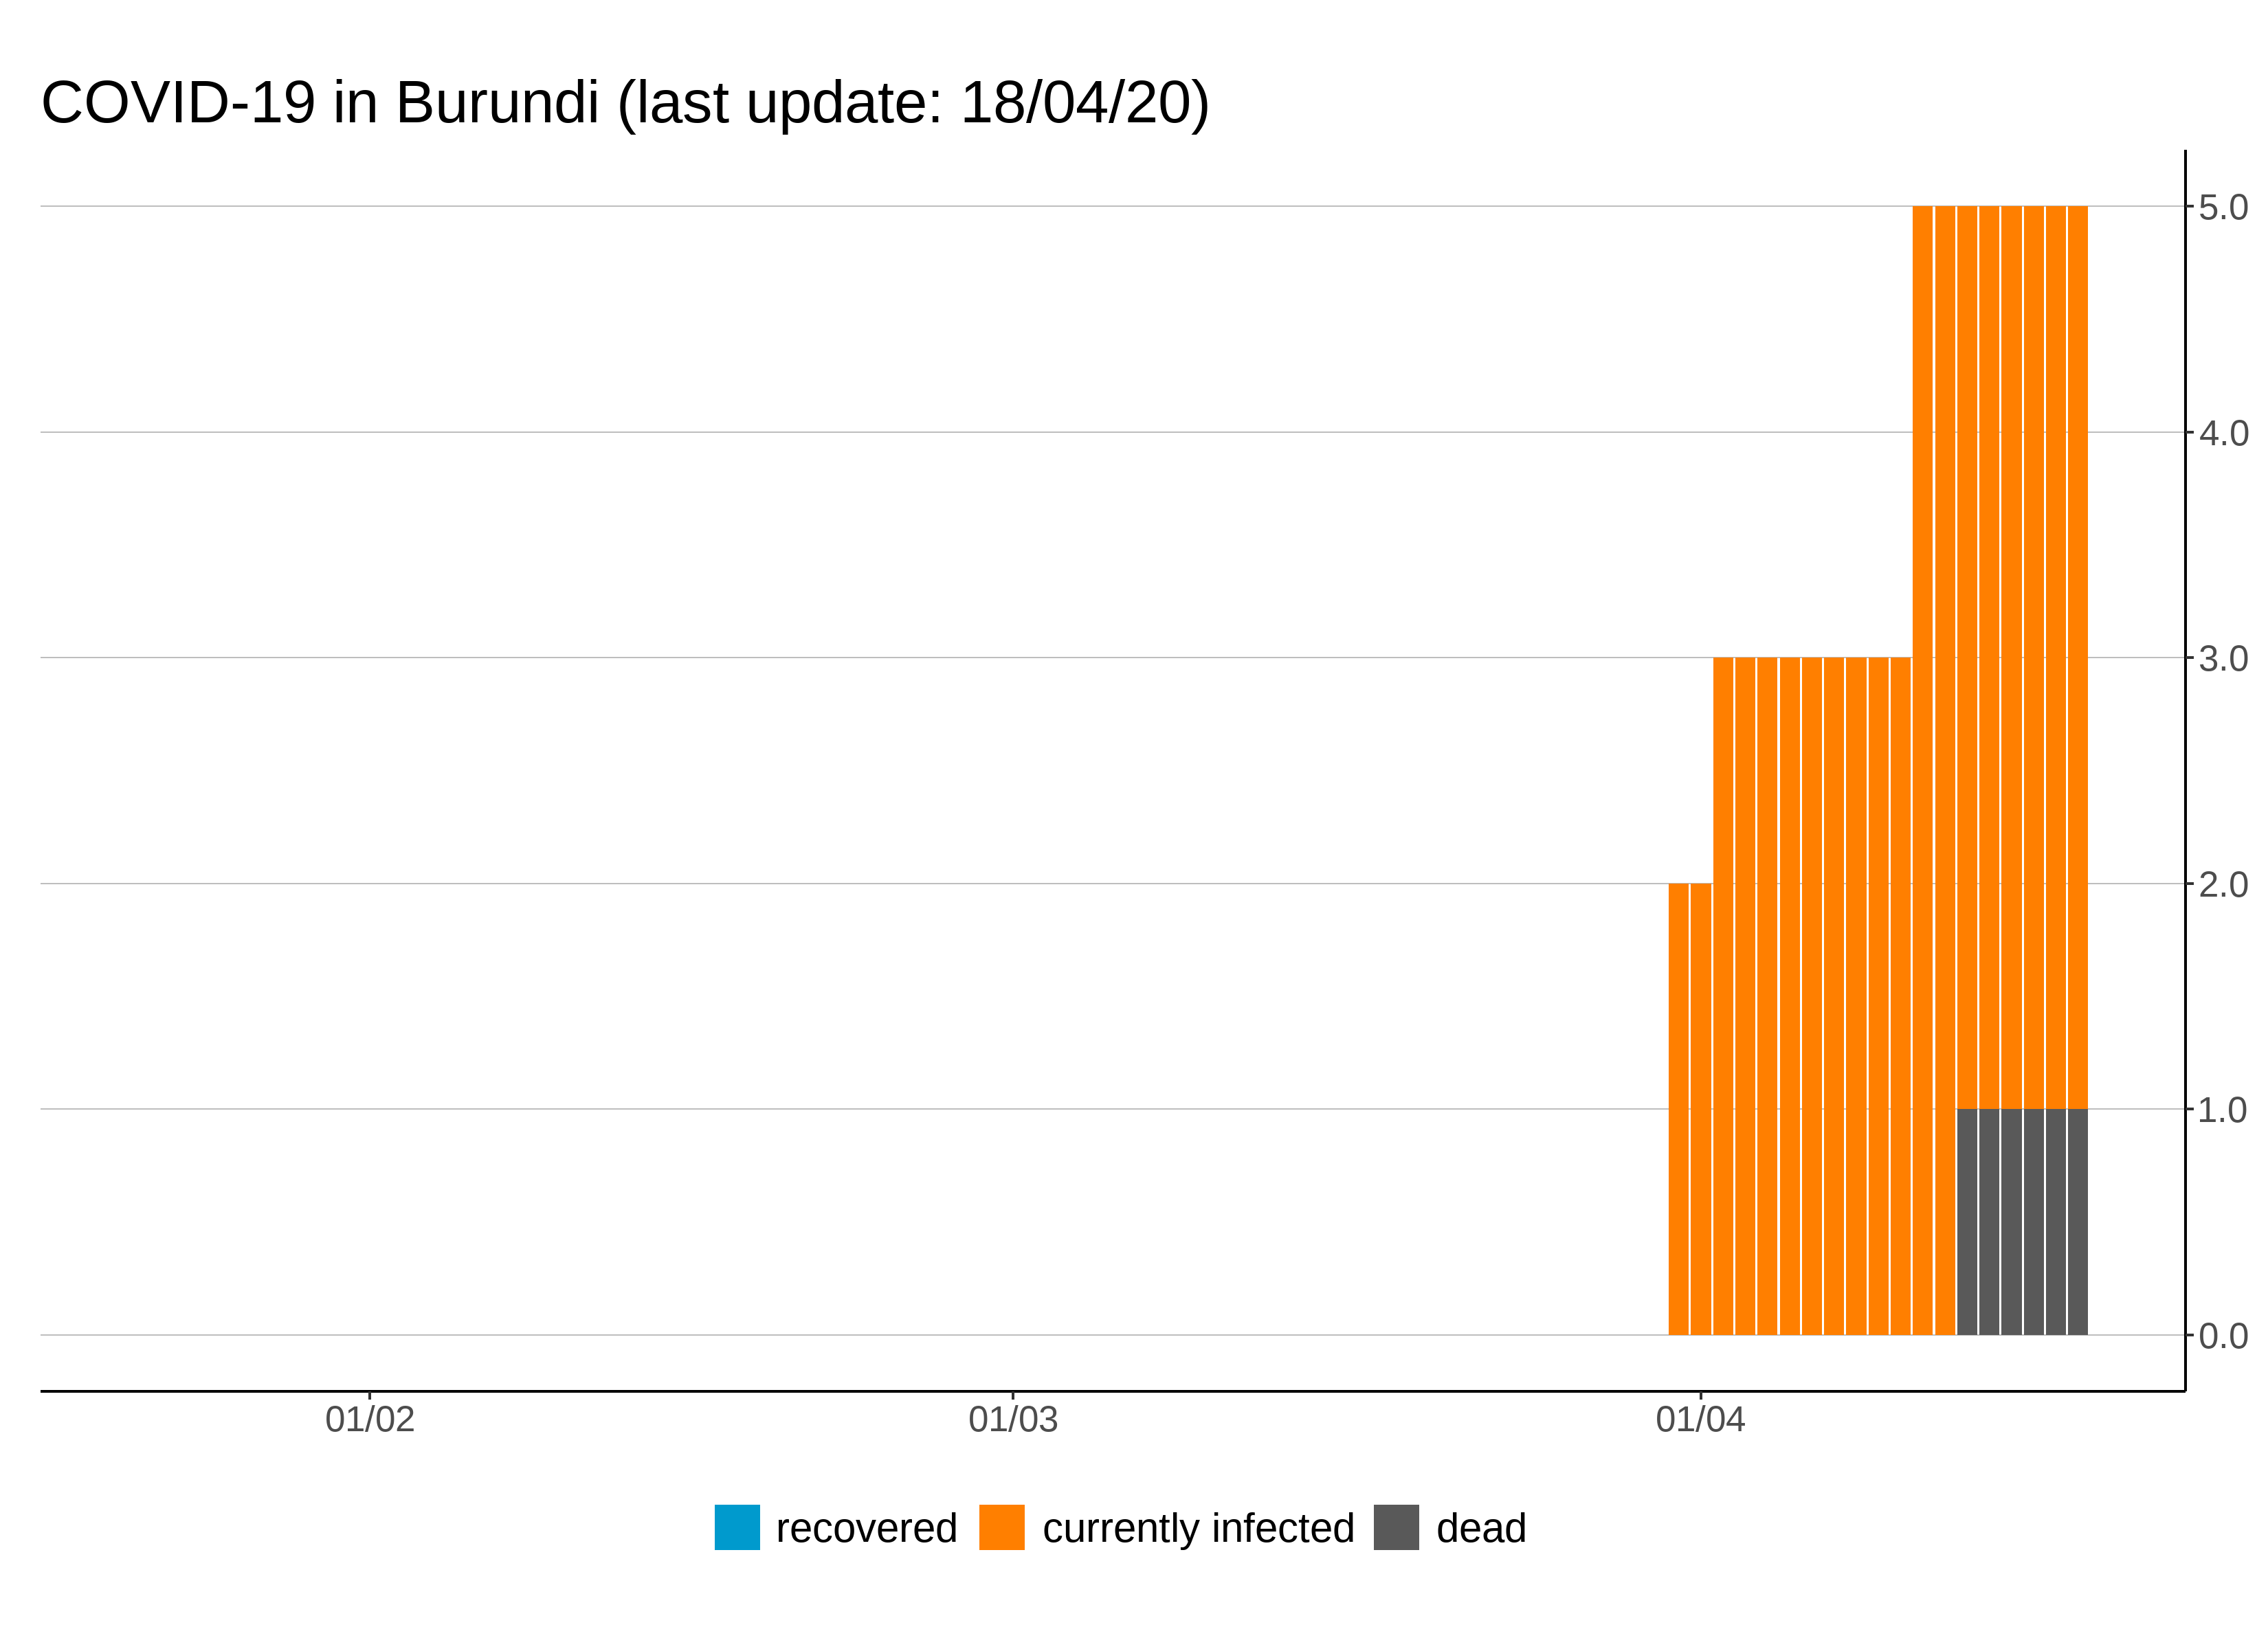 COVID-19 in Burundi (last update: 18/04/20)
5.0
4.0
3.0
2.0
1.0
0.0
01/02 01/03 01/04
recovered currently infected dead